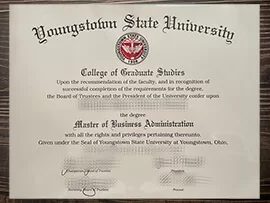 Youngstown State University
College of Graduate Studies
Upon the recommendation of the faculty, and in recognition of
successful completion of the requirements for the degree,
the Board of Trustees and the President of the University confer upon
the degree
Master of Business Administration
with all the rights and privileges pertaining thereunto.
Given under the Seal of Youngstown State University at Youngstown, Ohio,